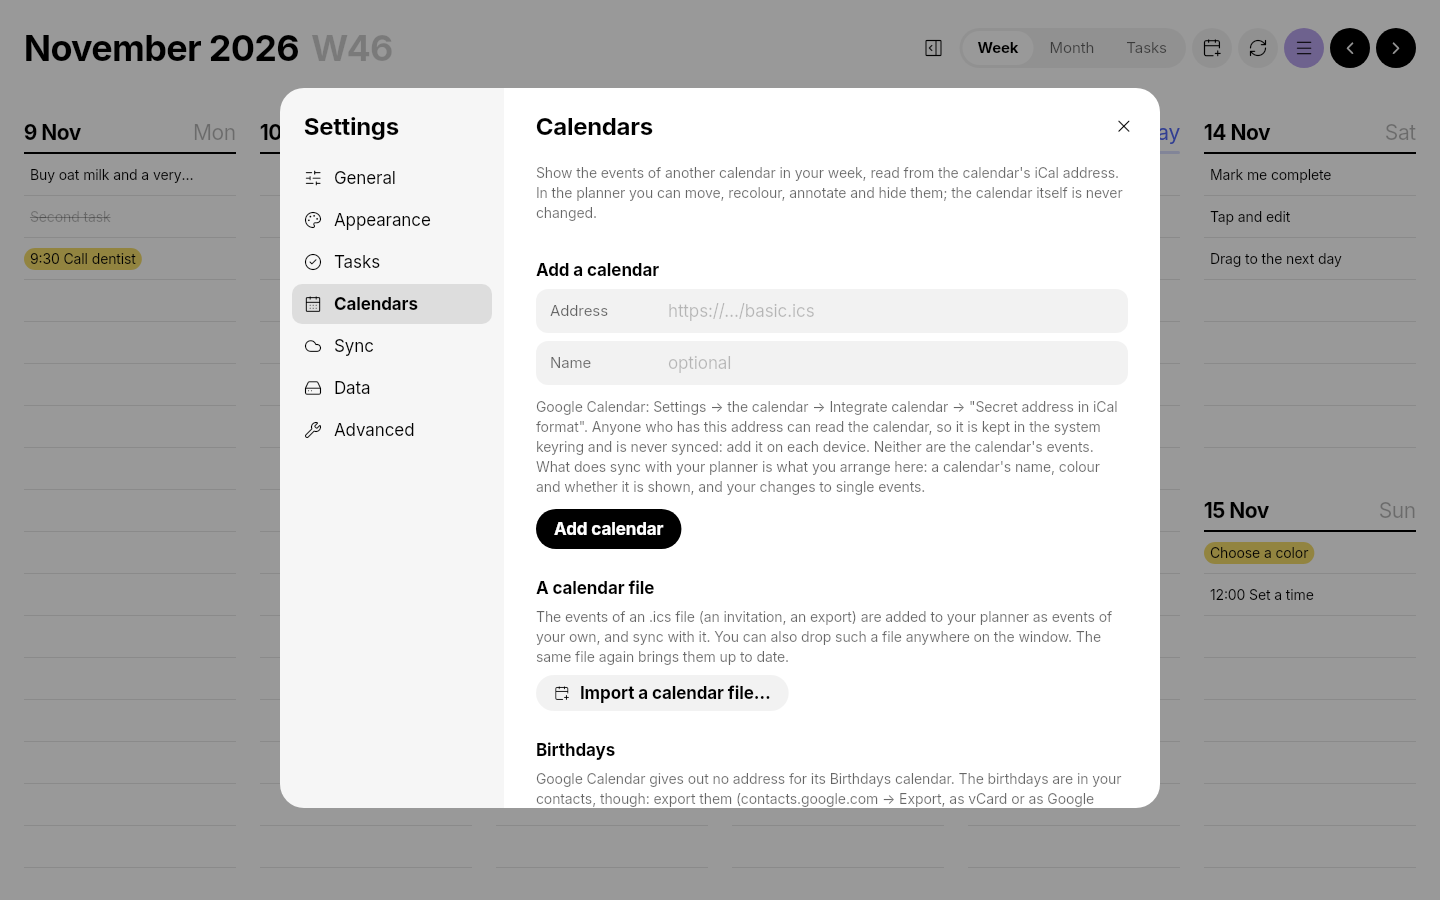 November 2026 W46
Week
Month
Tasks
9 Nov Mon
Buy oat milk and a very...
Second task
9:30 Call dentist
10
ay
14 Nov Sat
Mark me complete
Tap and edit
Drag to the next day
15 Nov Sun
Choose a color
12:00 Set a time
Settings
General
Appearance
Tasks
Calendars
Sync
Data
Advanced
Calendars
Show the events of another calendar in your week, read from the calendar's iCal address.
In the planner you can move, recolour, annotate and hide them; the calendar itself is never
changed.
Add a calendar
Address https://.../basic.ics
Name optional
Google Calendar: Settings → the calendar → Integrate calendar → "Secret address in iCal
format". Anyone who has this address can read the calendar, so it is kept in the system
keyring and is never synced: add it on each device. Neither are the calendar's events.
What does sync with your planner is what you arrange here: a calendar's name, colour
and whether it is shown, and your changes to single events.
Add calendar
A calendar file
The events of an .ics file (an invitation, an export) are added to your planner as events of
your own, and sync with it. You can also drop such a file anywhere on the window. The
same file again brings them up to date.
Import a calendar file...
Birthdays
Google Calendar gives out no address for its Birthdays calendar. The birthdays are in your
contacts, though: export them (contacts.google.com → Export, as vCard or as Google